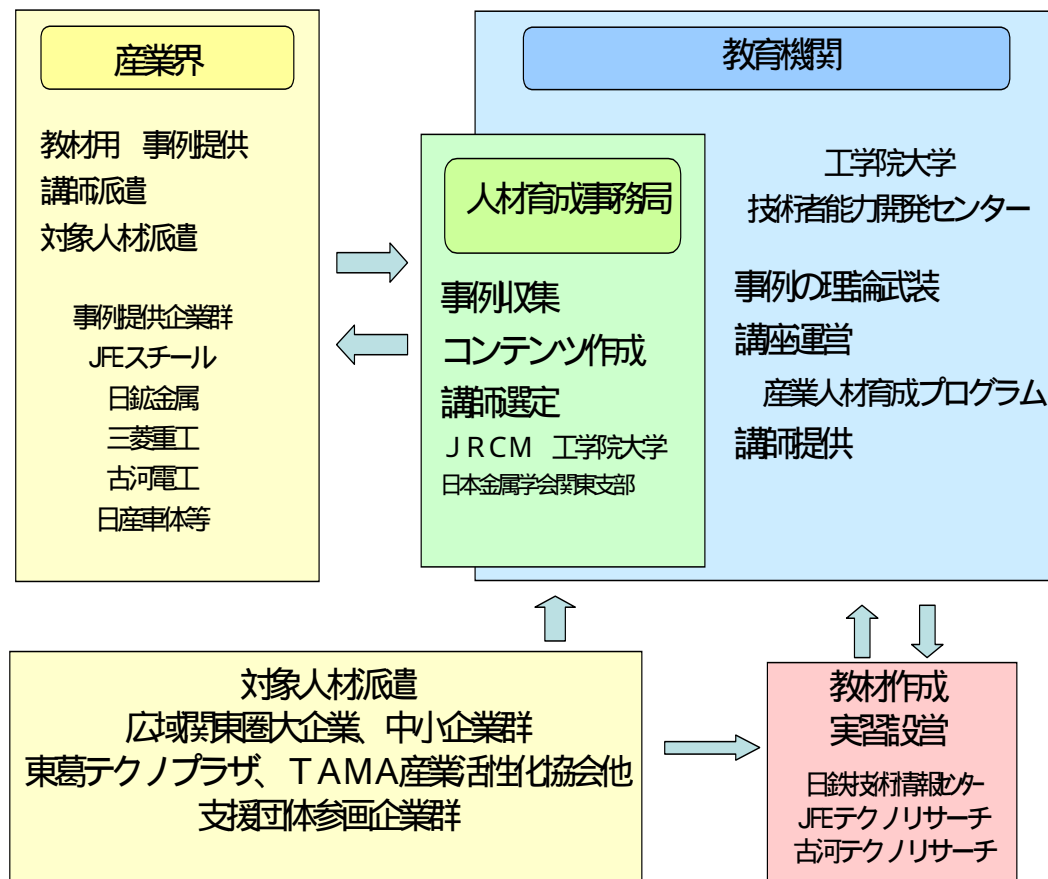 産業界
教材用　事例提供
講師派遣
対象人材派遣
事例提供企業群
JFEスチール
日鉱金属
三菱重工
古河電工
日産車体等
教育機関
人材育成事務局
事例収集
コンテンツ作成
講師選定
ＪＲＣＭ　工学院大学
日本金属学会関東支部
工学院大学
技術者能力開発センター
事例の理論武装
講座運営
産業人材育成プログラム
講師提供
対象人材派遣
広域関東圏大企業、中小企業群
東葛テクノプラザ、ＴＡＭＡ産業活性化協会他
支援団体参画企業群
教材作成
実習設営
日鉄技術情報センター
JFEテクノリサーチ
古河テクノリサーチ